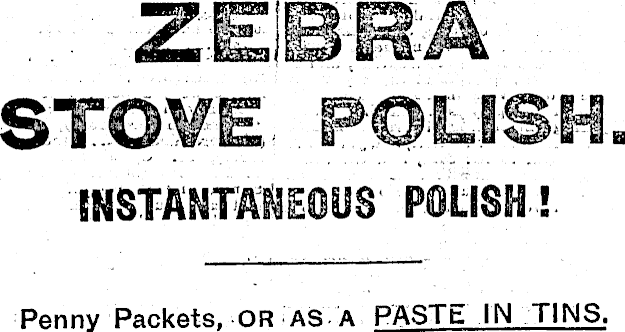 ZEBRA
STOVE POLISH.
INSTANTANEOUS POLISH!
Penny Packets, OR AS A PASTE IN TINS.